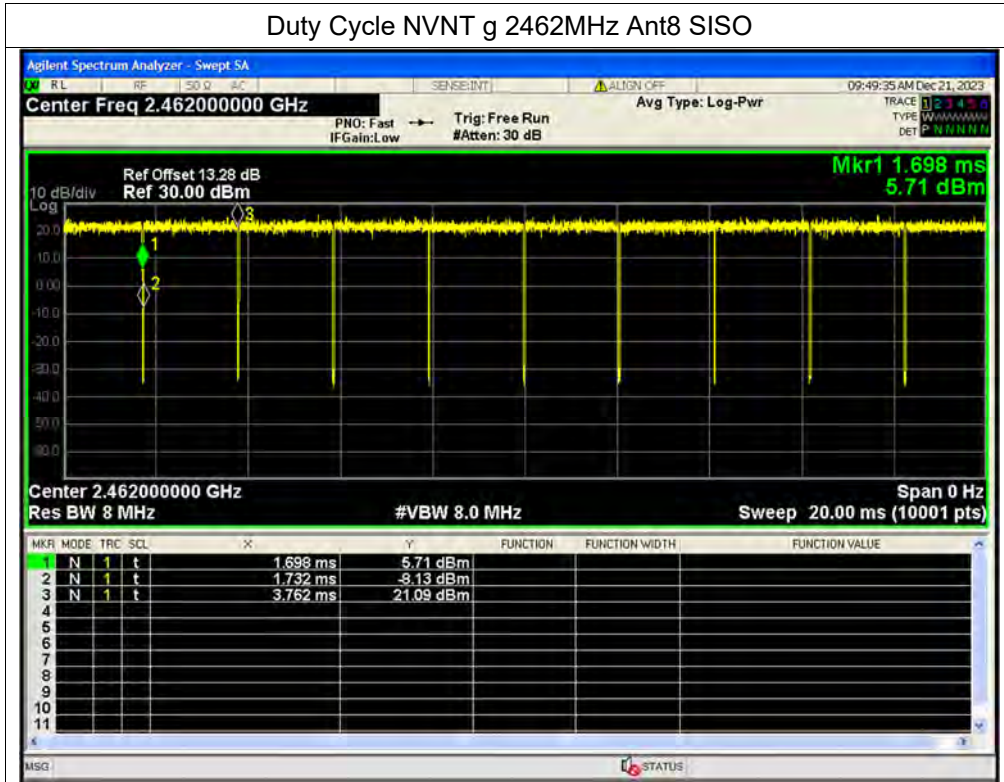 Duty Cycle NVNT g 2462MHz Ant8 SISO
Agilent Spectrum Analyzer - Swept SA
RL RF 50 Ω AC SENSE:INT ALIGN OFF 09:49:35 AM Dec 21, 2023
Center Freq 2.462000000 GHz Avg Type: Log-Pwr TRACE 1 2 3 4 5 6
PNO: Fast Trig: Free Run TYPE WWWWWW
IFGain:Low #Atten: 30 dB DET P N N N N N
Mkr1 1.698 ms
5.71 dBm
Ref Offset 13.28 dB
10 dB/div Ref 30.00 dBm
Log
3
20.0
1
10.0
2
0.00
-10.0
-20.0
-30.0
-40.0
-50.0
-60.0
Center 2.462000000 GHz Span 0 Hz
Res BW 8 MHz #VBW 8.0 MHz Sweep 20.00 ms (10001 pts)
MKR MODE TRC SCL X Y FUNCTION FUNCTION WIDTH FUNCTION VALUE
1 N 1 t 1.698 ms 5.71 dBm
2 N 1 t 1.732 ms -8.13 dBm
3 N 1 t 3.762 ms 21.09 dBm
4
5
6
7
8
9
10
11
MSG STATUS